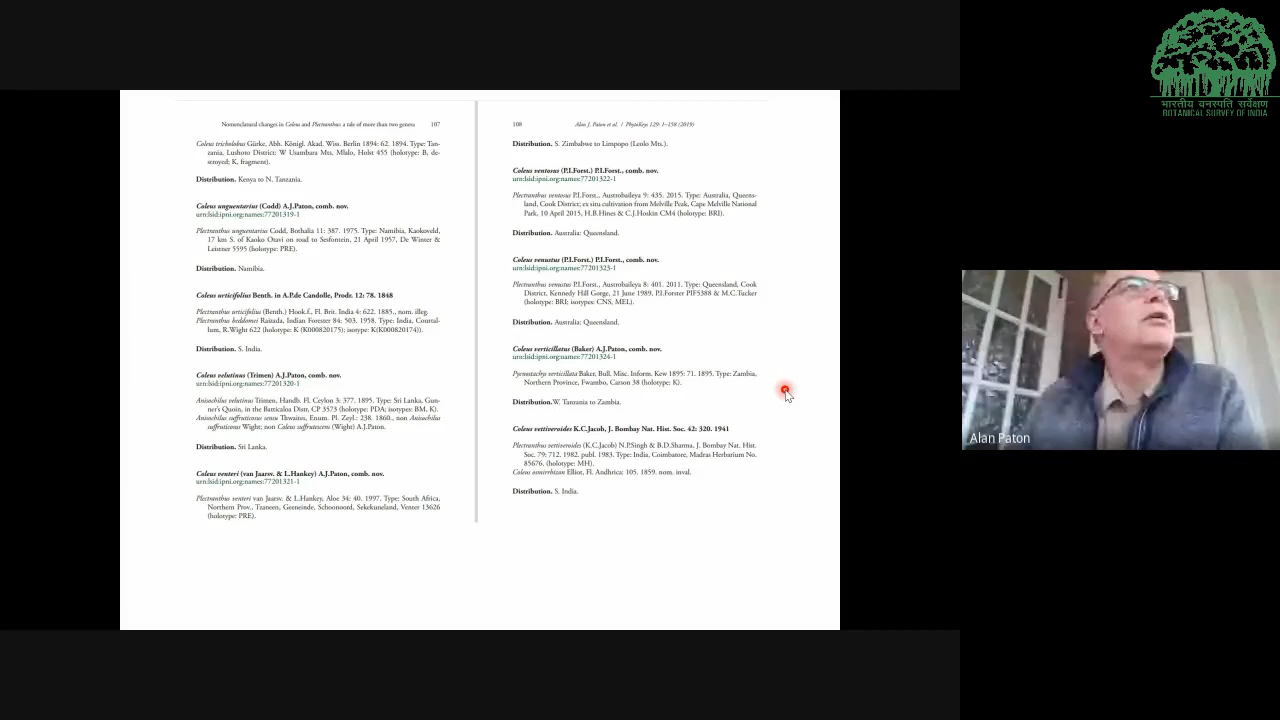 Nomenclatural changes in Coleus and Plectranthus: a tale of more than two genera 107
Coleus tricholobus Gürke, Abh. Königl. Akad. Wiss. Berlin 1894: 62. 1894. Type: Tan-
zania, Lushoto District: W Usambara Mts, Mlalo, Holst 455 (holotype: B, de-
stroyed; K, fragment).
Distribution. Kenya to N. Tanzania.
Coleus unguentarius (Codd) A.J.Paton, comb. nov.
urn:lsid:ipni.org:names:77201319-1
Plectranthus unguentarius Codd, Bothalia 11: 387. 1975. Type: Namibia, Kaokoveld,
17 km S. of Kaoko Otavi on road to Sesfontein, 21 April 1957, De Winter &
Leistner 5595 (holotype: PRE).
Distribution. Namibia.
Coleus urticifolius Benth. in A.P.de Candolle, Prodr. 12: 78. 1848
Plectranthus urticifolius (Benth.) Hook.f., Fl. Brit. India 4: 622. 1885., nom. illeg.
Plectranthus beddomei Raizada, Indian Forester 84: 503. 1958. Type: India, Courtal-
lum, R.Wight 622 (holotype: K (K000820175); isotype: K(K000820174)).
Distribution. S. India.
Coleus velutinus (Trimen) A.J.Paton, comb. nov.
urn:lsid:ipni.org:names:77201320-1
Anisochilus velutinus Trimen, Handb. Fl. Ceylon 3: 377. 1895. Type: Sri Lanka, Gun-
ner's Quoin, in the Batticaloa Distr, CP 3573 (holotype: PDA; isotypes: BM, K).
Anisochilus suffruticosus sensu Thwaites, Enum. Pl. Zeyl.: 238. 1860., non Anisochilus
suffruticosus Wight; non Coleus suffrutescens (Wight) A.J.Paton.
Distribution. Sri Lanka.
Coleus venteri (van Jaarsv. & L.Hankey) A.J.Paton, comb. nov.
urn:lsid:ipni.org:names:77201321-1
Plectranthus venteri van Jaarsv. & L.Hankey, Aloe 34: 40. 1997. Type: South Africa,
Northern Prov., Tzaneen, Geeneinde, Schoonoord, Sekekuneland, Venter 13626
(holotype: PRE).
108 Alan J. Paton et al. / PhytoKeys 129: 1–158 (2019)
Distribution. S. Zimbabwe to Limpopo (Leolo Mts.).
Coleus ventosus (P.I.Forst.) P.I.Forst., comb. nov.
urn:lsid:ipni.org:names:77201322-1
Plectranthus ventosus P.I.Forst., Austrobaileya 9: 435. 2015. Type: Australia, Queens-
land, Cook District; ex situ cultivation from Melville Peak, Cape Melville National
Park, 10 April 2015, H.B.Hines & C.J.Hoskin CM4 (holotype: BRI).
Distribution. Australia: Queensland.
Coleus venustus (P.I.Forst.) P.I.Forst., comb. nov.
urn:lsid:ipni.org:names:77201323-1
Plectranthus venustus P.I.Forst., Austrobaileya 8: 401. 2011. Type: Queensland, Cook
District, Kennedy Hill Gorge, 21 June 1989, P.I.Forster PIF5388 & M.C.Tucker
(holotype: BRI; isotypes: CNS, MEL).
Distribution. Australia: Queensland.
Coleus verticillatus (Baker) A.J.Paton, comb. nov.
urn:lsid:ipni.org:names:77201324-1
Pycnostachys verticillata Baker, Bull. Misc. Inform. Kew 1895: 71. 1895. Type: Zambia,
Northern Province, Fwambo, Carson 38 (holotype: K).
Distribution.W. Tanzania to Zambia.
Coleus vettiveroides K.C.Jacob, J. Bombay Nat. Hist. Soc. 42: 320. 1941
Plectranthus vettiveroides (K.C.Jacob) N.P.Singh & B.D.Sharma, J. Bombay Nat. Hist.
Soc. 79: 712. 1982. publ. 1983. Type: India, Coimbatore, Madras Herbarium No.
85676, (holotype: MH).
Coleus osmirrhizon Elliot, Fl. Andhrica: 105. 1859. nom. inval.
Distribution. S. India.
भारतीय वनस्पति सर्वेक्षण
BOTANICAL SURVEY OF INDIA
Alan Paton